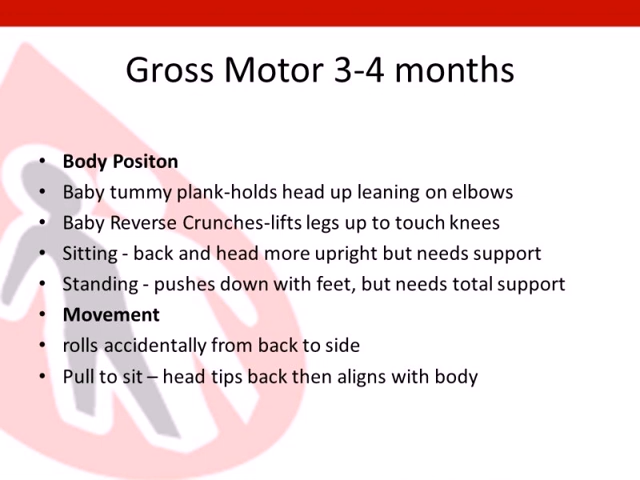 Gross Motor 3-4 months
• Body Positon
• Baby tummy plank-holds head up leaning on elbows
• Baby Reverse Crunches-lifts legs up to touch knees
• Sitting - back and head more upright but needs support
• Standing - pushes down with feet, but needs total support
• Movement
• rolls accidentally from back to side
• Pull to sit – head tips back then aligns with body